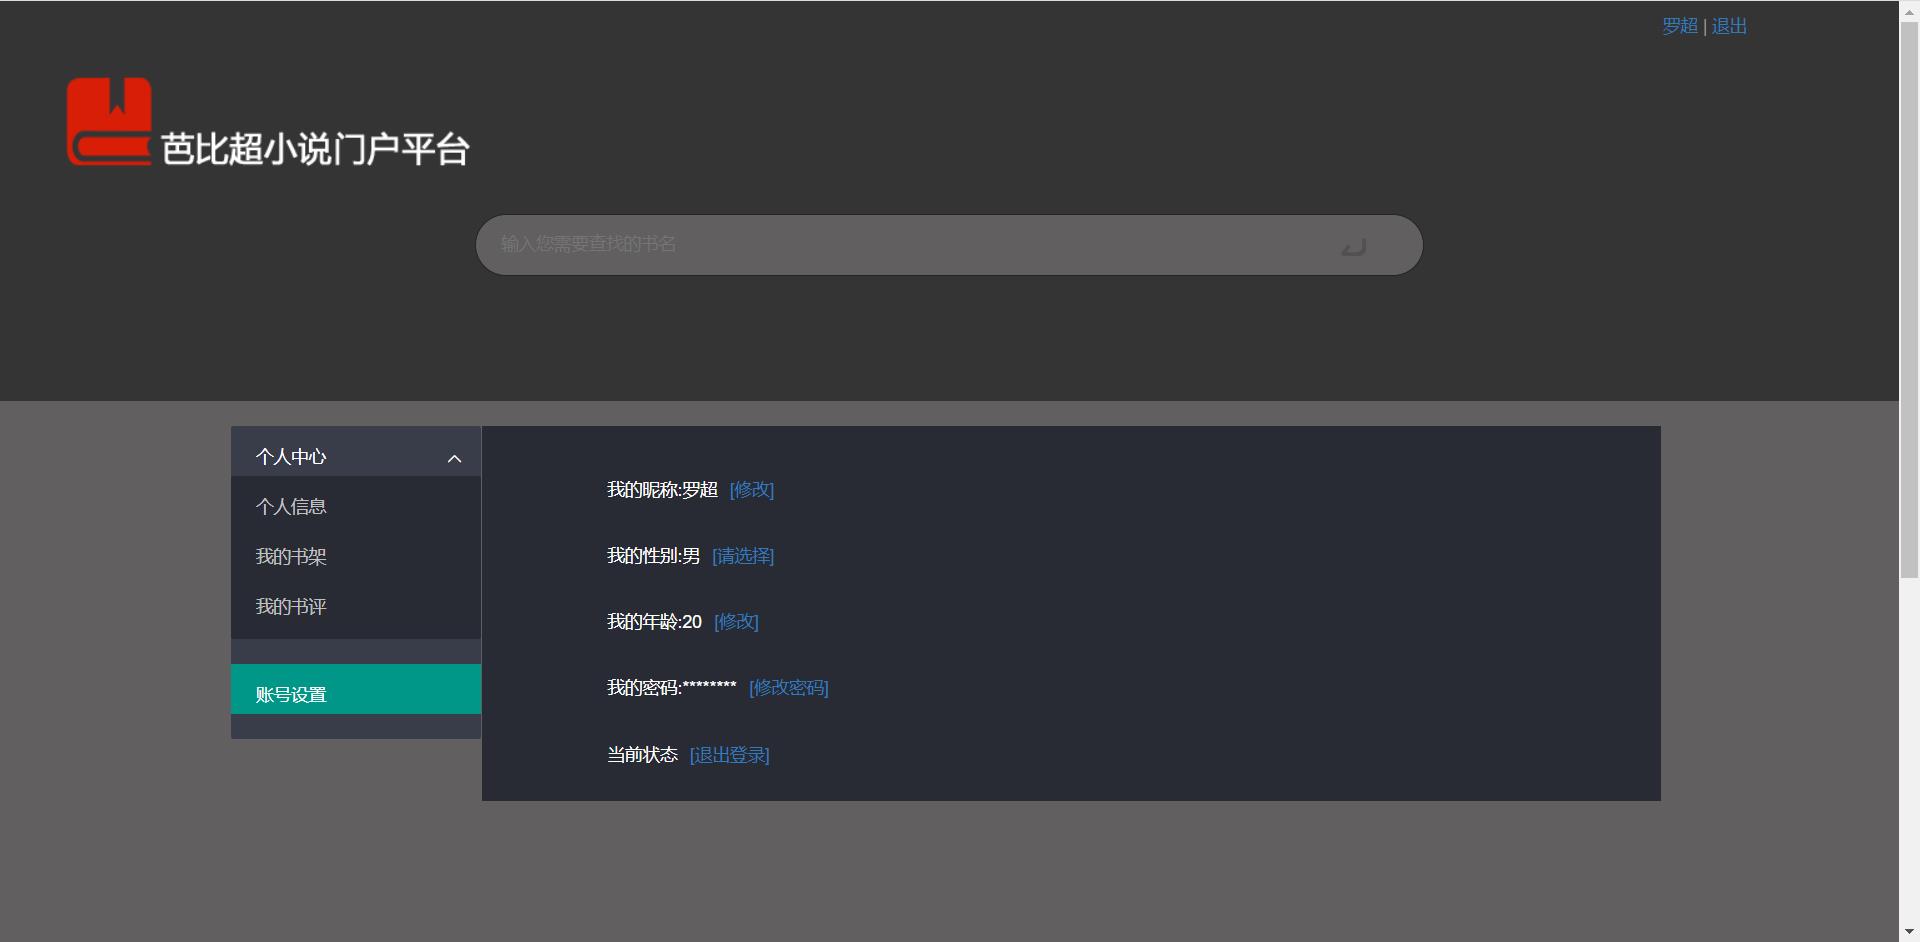 罗超 | 退出
芭比超小说门户平台
输入您需要查找的书名
个人中心
个人信息
我的书架
我的书评
账号设置
我的昵称:罗超 [修改]
我的性别:男 [请选择]
我的年龄:20 [修改]
我的密码:******** [修改密码]
当前状态 [退出登录]